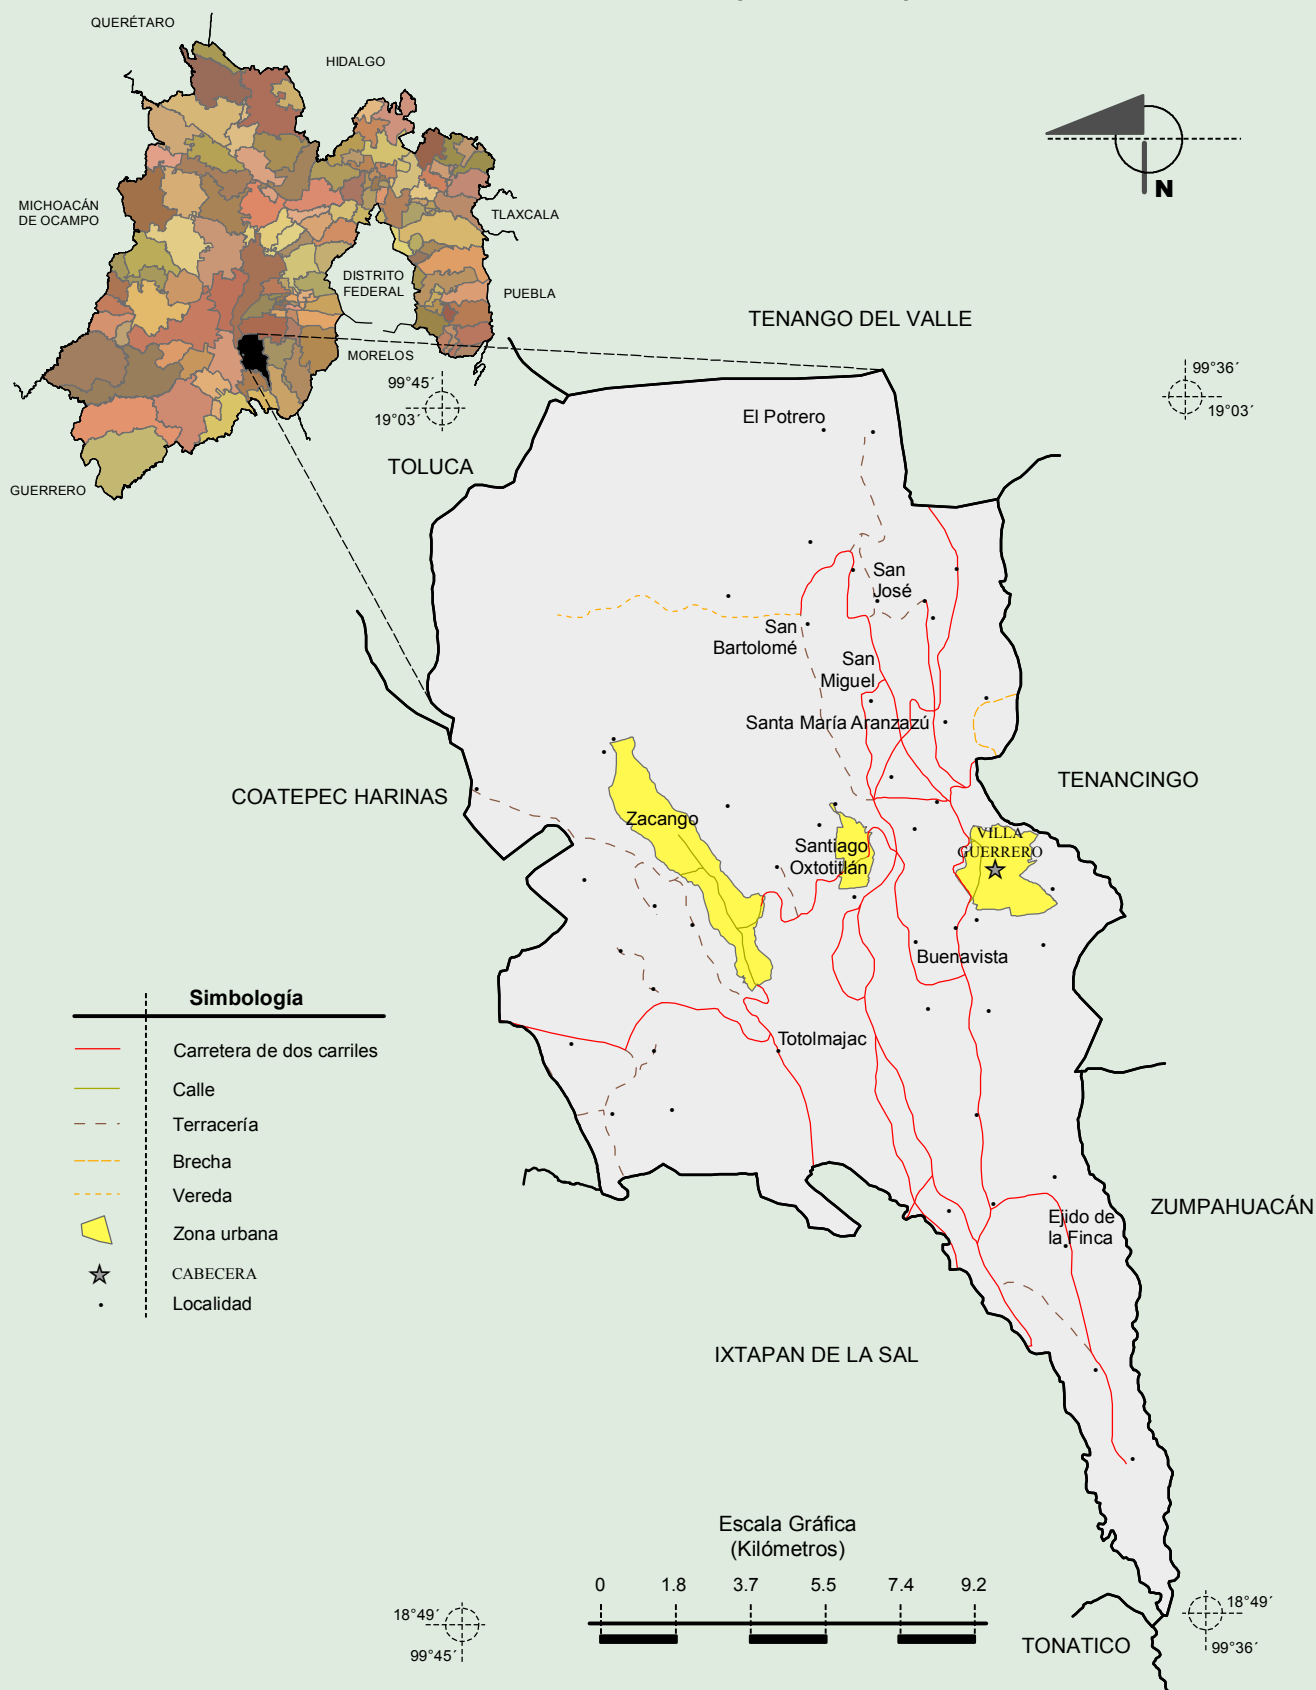 QUERÉTARO
HIDALGO
MICHOACÁN
DE OCAMPO
TLAXCALA
DISTRITO
FEDERAL
PUEBLA
MORELOS
GUERRERO
N
TENANGO DEL VALLE
99°45´
19°03´
99°36´
19°03´
TOLUCA
El Potrero
San
José
San
Bartolomé
San
Miguel
Santa María Aranzazú
COATEPEC HARINAS
TENANCINGO
Zacango
Santiago
Oxtotitlán
VILLA
GUERRERO
Buenavista
Totolmajac
Simbología
Carretera de dos carriles
Calle
Terracería
Brecha
Vereda
Zona urbana
CABECERA
Localidad
ZUMPAHUACÁN
Ejido de
la Finca
IXTAPAN DE LA SAL
Escala Gráfica
(Kilómetros)
0 1.8 3.7 5.5 7.4 9.2
18°49´
99°45´
TONATICO
18°49´
99°36´